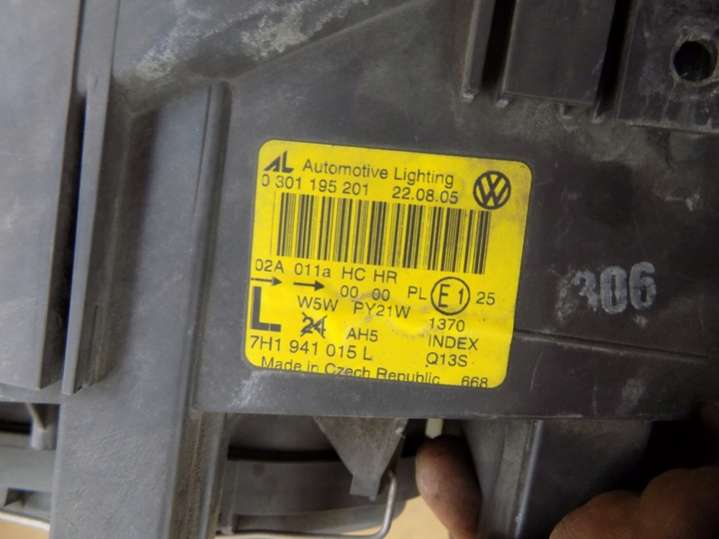 AL Automotive Lighting
0 301 195 201 22.08.05
02A 011a HC HR
00 00 PL E1 25
W5W PY21W 1370
L 24 AH5 INDEX
7H1 941 015 L Q13S
Made in Czech Republic 668
306